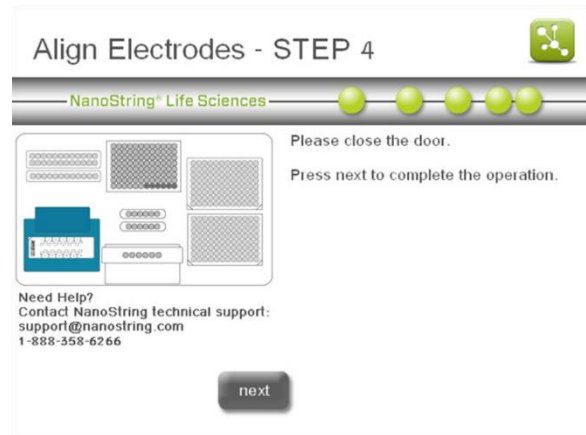 Align Electrodes - STEP 4
NanoString® Life Sciences
Please close the door.
Press next to complete the operation.
Need Help?
Contact NanoString technical support:
support@nanostring.com
1-888-358-6266
next